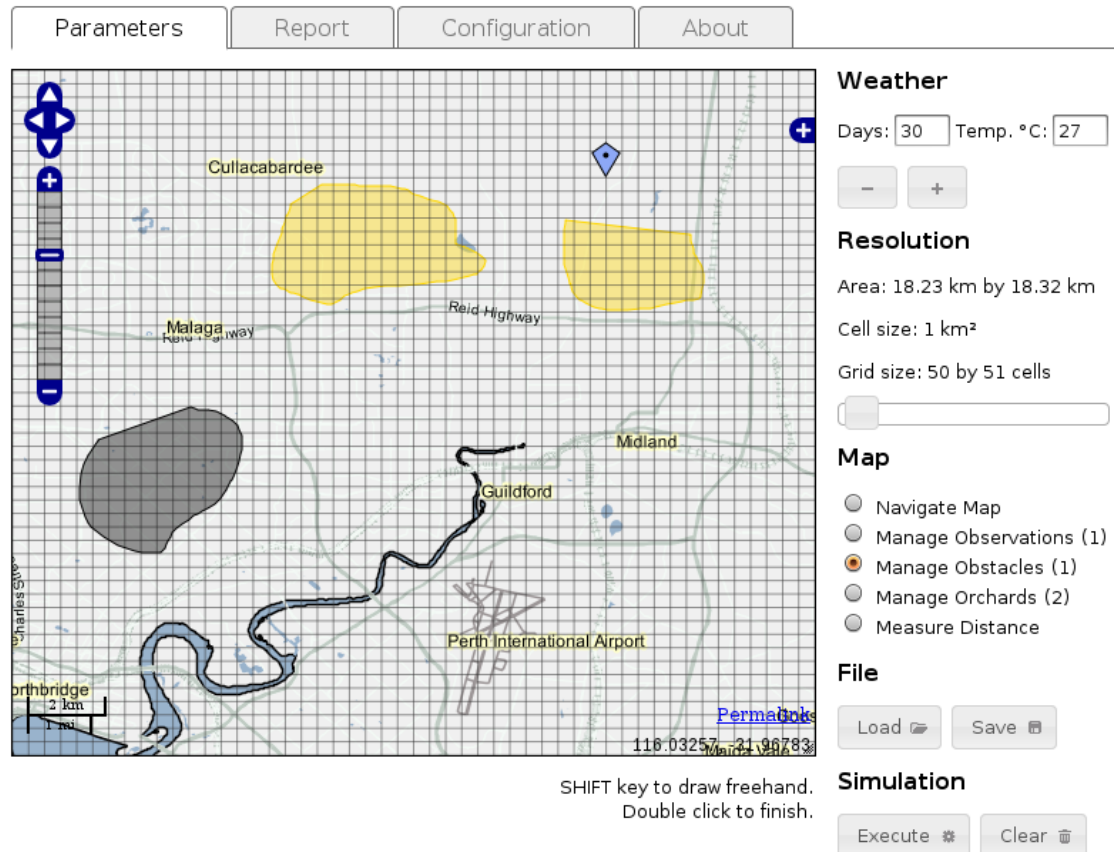 Parameters
Report
Configuration
About
Cullacabardee
Reid Highway
Malaga
Reid Highway
Midland
Guildford
Perth International Airport
2 km
1 mi
Permalink
116.03257, -31.96783
Maida Vale
SHIFT key to draw freehand.
Double click to finish.
Weather
Days: 30 Temp. °C: 27
− +
Resolution
Area: 18.23 km by 18.32 km
Cell size: 1 km²
Grid size: 50 by 51 cells
Map
Navigate Map
Manage Observations (1)
Manage Obstacles (1)
Manage Orchards (2)
Measure Distance
File
Load Save
Simulation
Execute Clear